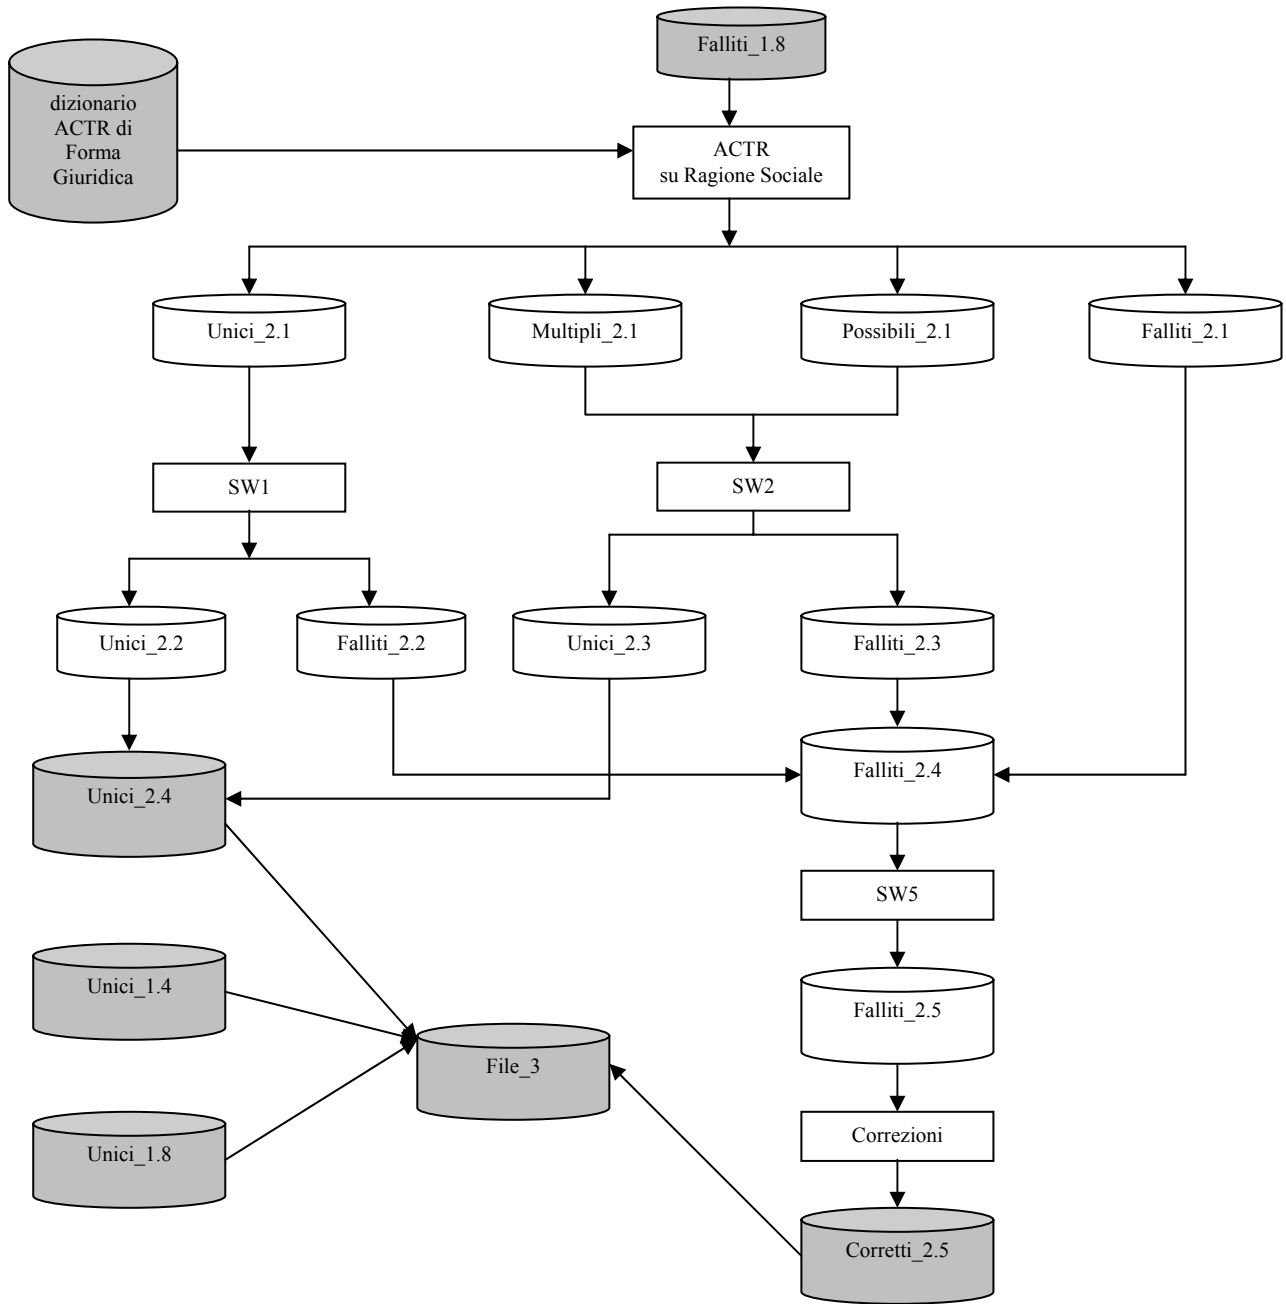 Falliti_1.8
dizionario
ACTR di
Forma
Giuridica
ACTR
su Ragione Sociale
Unici_2.1
Multipli_2.1
Possibili_2.1
Falliti_2.1
SW1
SW2
Unici_2.2
Falliti_2.2
Unici_2.3
Falliti_2.3
Unici_2.4
Falliti_2.4
SW5
Unici_1.4
Falliti_2.5
File_3
Unici_1.8
Correzioni
Corretti_2.5